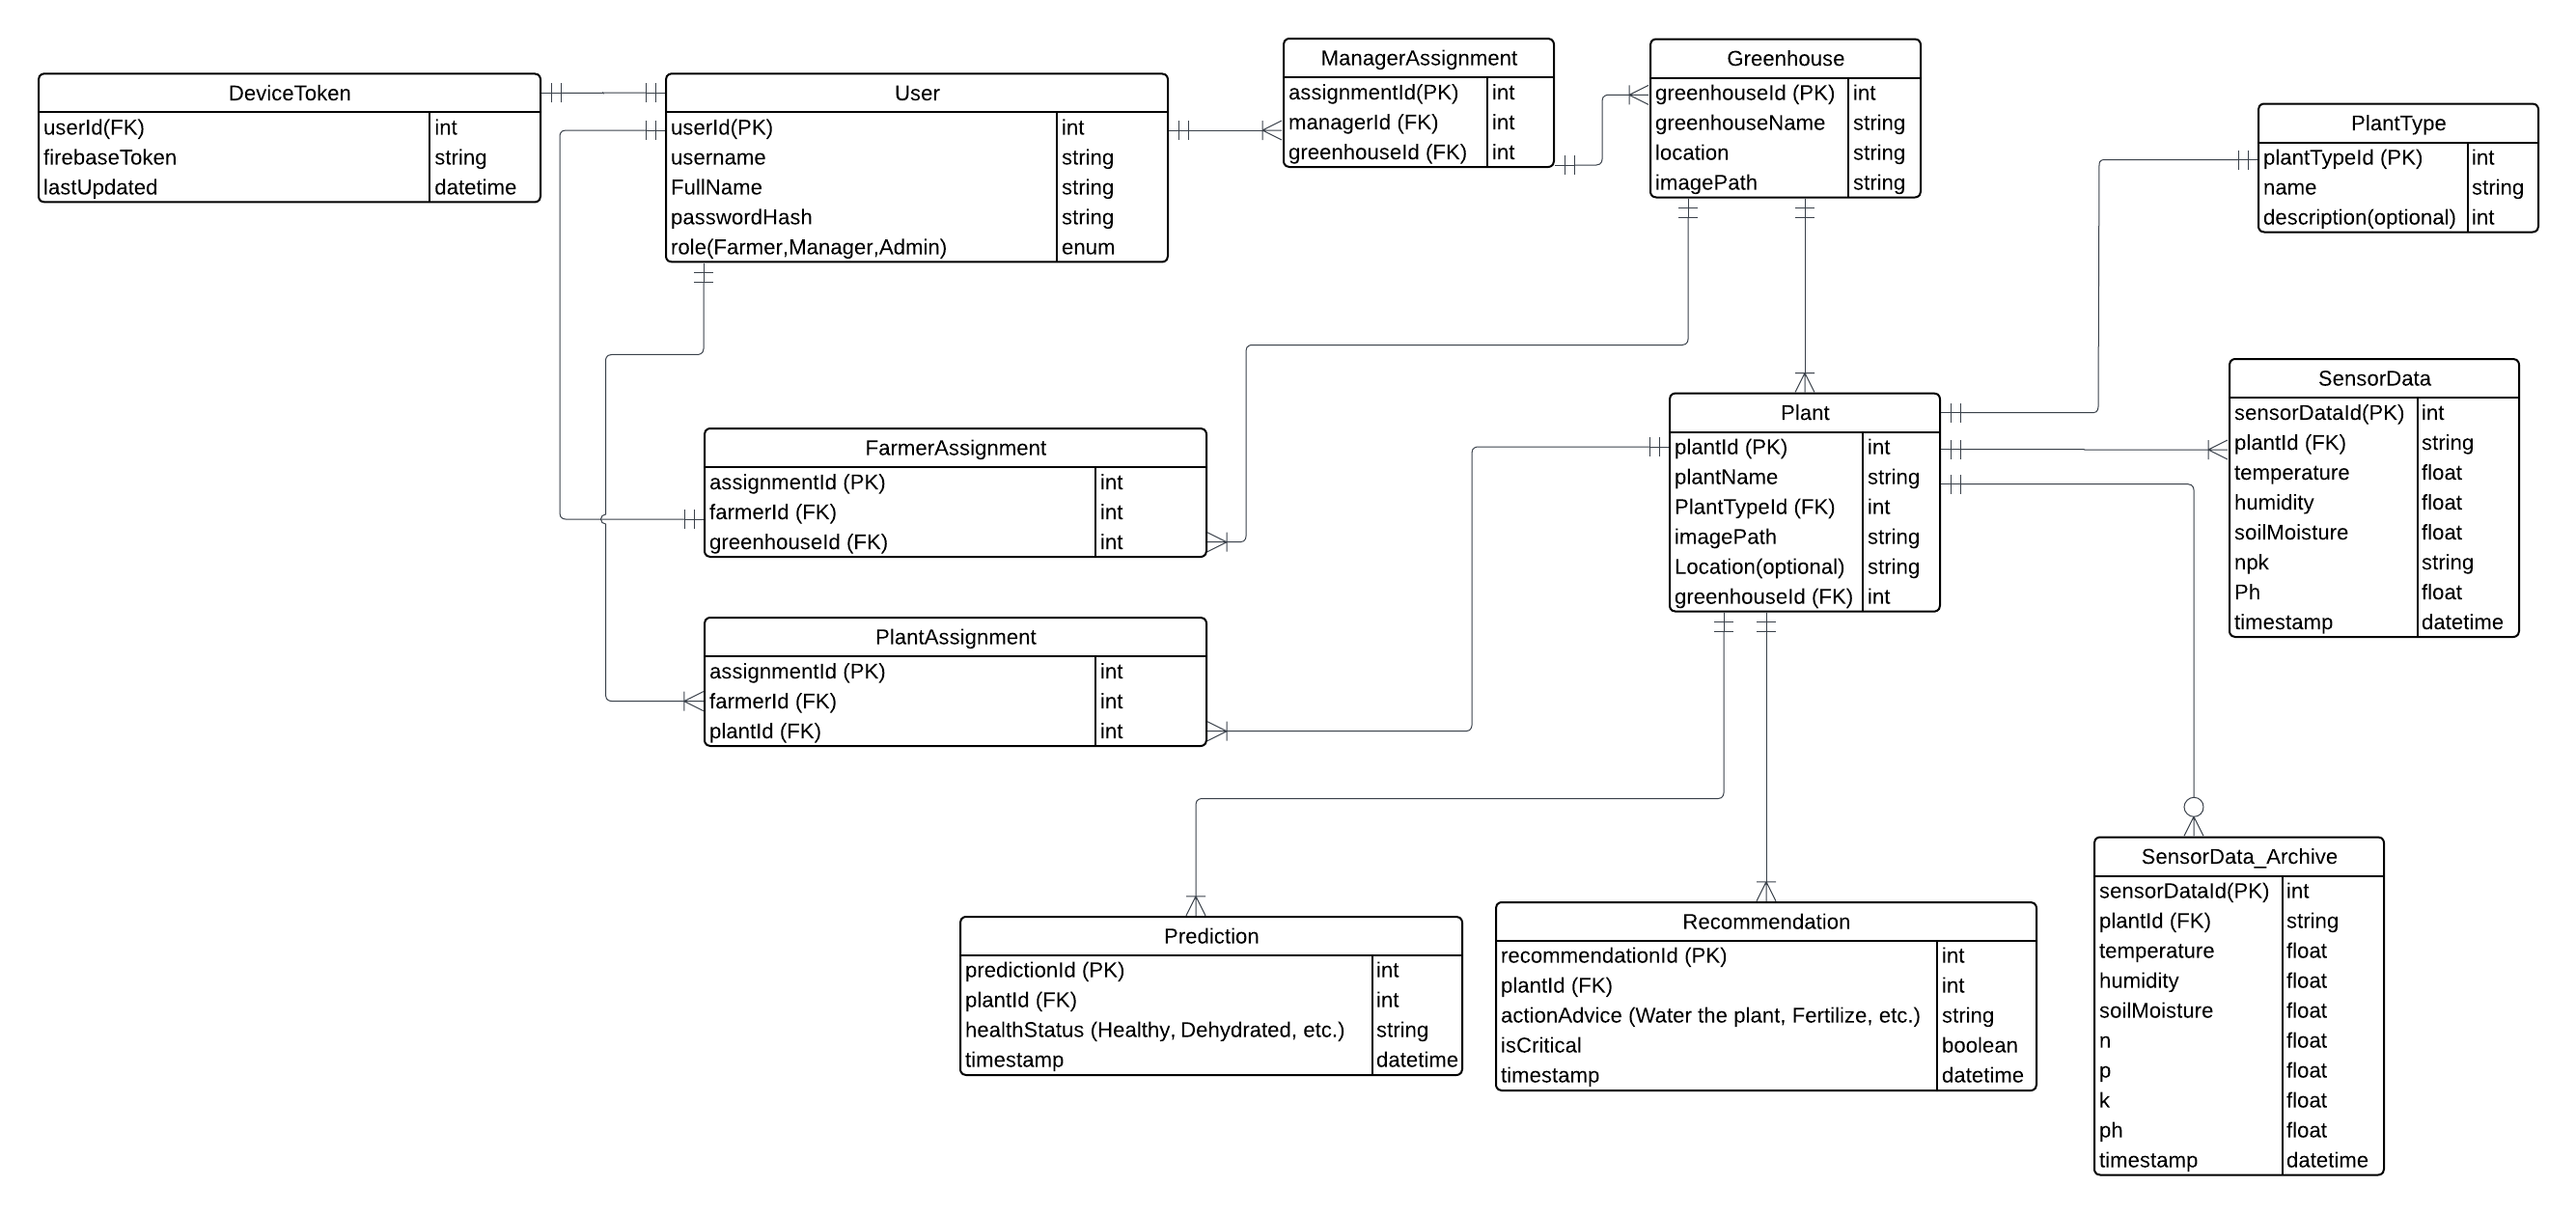 DeviceToken
userId(FK) int
firebaseToken string
lastUpdated datetime
User
userId(PK) int
username string
FullName string
passwordHash string
role(Farmer,Manager,Admin) enum
ManagerAssignment
assignmentId(PK) int
managerId (FK) int
greenhouseId (FK) int
Greenhouse
greenhouseId (PK) int
greenhouseName string
location string
imagePath string
PlantType
plantTypeId (PK) int
name string
description(optional) int
SensorData
sensorDataId(PK) int
plantId (FK) string
temperature float
humidity float
soilMoisture float
npk string
Ph float
timestamp datetime
Plant
plantId (PK) int
plantName string
PlantTypeId (FK) int
imagePath string
Location(optional) string
greenhouseId (FK) int
FarmerAssignment
assignmentId (PK) int
farmerId (FK) int
greenhouseId (FK) int
PlantAssignment
assignmentId (PK) int
farmerId (FK) int
plantId (FK) int
Prediction
predictionId (PK) int
plantId (FK) int
healthStatus (Healthy, Dehydrated, etc.) string
timestamp datetime
Recommendation
recommendationId (PK) int
plantId (FK) int
actionAdvice (Water the plant, Fertilize, etc.) string
isCritical boolean
timestamp datetime
SensorData_Archive
sensorDataId(PK) int
plantId (FK) string
temperature float
humidity float
soilMoisture float
n float
p float
k float
ph float
timestamp datetime